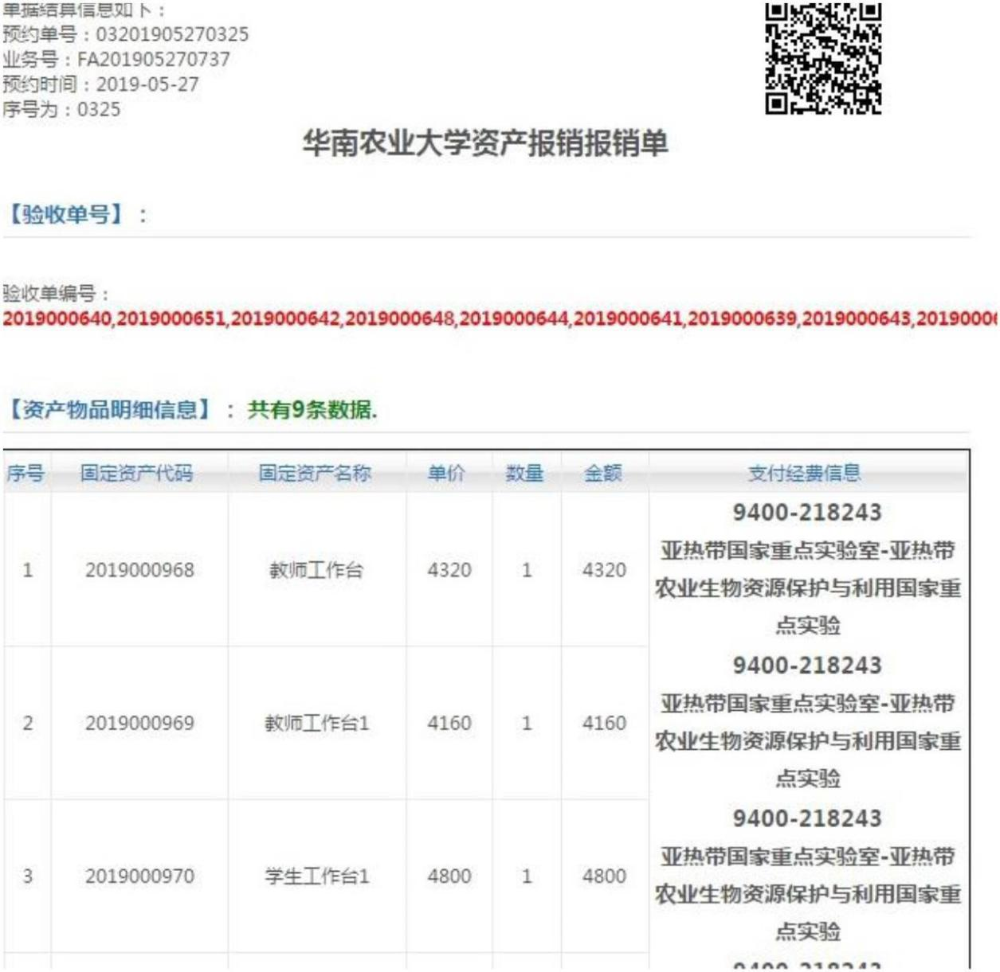 单据结算信息如下：
预约单号：03201905270325
业务号：FA201905270737
预约时间：2019-05-27
序号为：0325
华南农业大学资产报销报销单
【验收单号】：
验收单编号：
2019000640,2019000651,2019000642,2019000648,2019000644,2019000641,2019000639,2019000643,2019000
【资产物品明细信息】：共有9条数据.
序号 固定资产代码 固定资产名称 单价 数量 金额 支付经费信息
1 2019000968 教师工作台 4320 1 4320 9400-218243
亚热带国家重点实验室-亚热带
农业生物资源保护与利用国家重
点实验
2 2019000969 教师工作台1 4160 1 4160 9400-218243
亚热带国家重点实验室-亚热带
农业生物资源保护与利用国家重
点实验
3 2019000970 学生工作台1 4800 1 4800 9400-218243
亚热带国家重点实验室-亚热带
农业生物资源保护与利用国家重
点实验